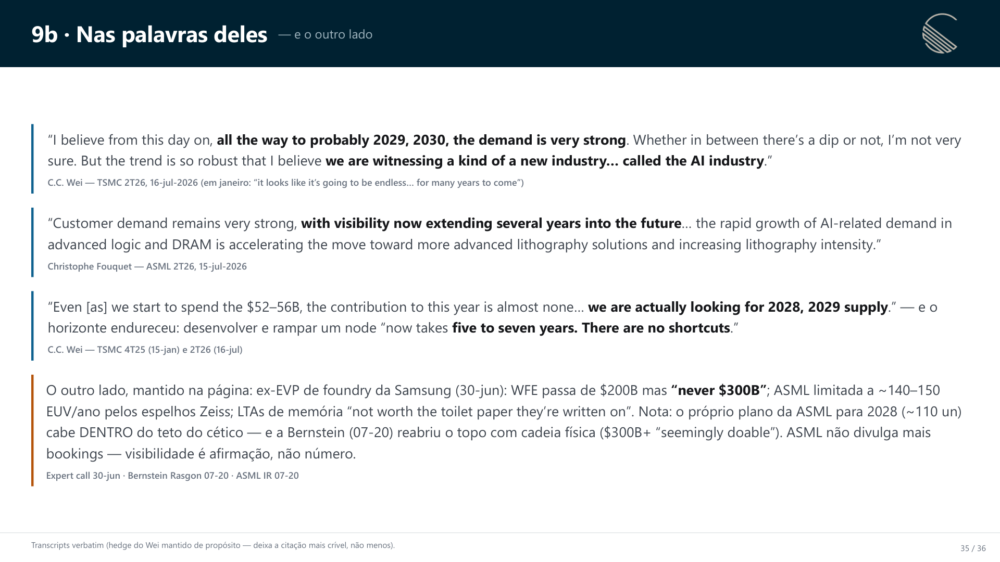 9b · Nas palavras deles — e o outro lado
“I believe from this day on, all the way to probably 2029, 2030, the demand is very strong. Whether in between there’s a dip or not, I’m not very
sure. But the trend is so robust that I believe we are witnessing a kind of a new industry… called the AI industry.”
C.C. Wei — TSMC 2T26, 16-jul-2026 (em janeiro: “it looks like it’s going to be endless… for many years to come”)
“Customer demand remains very strong, with visibility now extending several years into the future… the rapid growth of AI-related demand in
advanced logic and DRAM is accelerating the move toward more advanced lithography solutions and increasing lithography intensity.”
Christophe Fouquet — ASML 2T26, 15-jul-2026
“Even [as] we start to spend the $52–56B, the contribution to this year is almost none… we are actually looking for 2028, 2029 supply.” — e o
horizonte endureceu: desenvolver e rampar um node “now takes five to seven years. There are no shortcuts.”
C.C. Wei — TSMC 4T25 (15-jan) e 2T26 (16-jul)
O outro lado, mantido na página: ex-EVP de foundry da Samsung (30-jun): WFE passa de $200B mas “never $300B”; ASML limitada a ~140–150
EUV/ano pelos espelhos Zeiss; LTAs de memória “not worth the toilet paper they’re written on”. Nota: o próprio plano da ASML para 2028 (~110 un)
cabe DENTRO do teto do cético — e a Bernstein (07-20) reabriu o topo com cadeia física ($300B+ “seemingly doable”). ASML não divulga mais
bookings — visibilidade é afirmação, não número.
Expert call 30-jun · Bernstein Rasgon 07-20 · ASML IR 07-20
Transcripts verbatim (hedge do Wei mantido de propósito — deixa a citação mais crível, não menos).
35 / 36